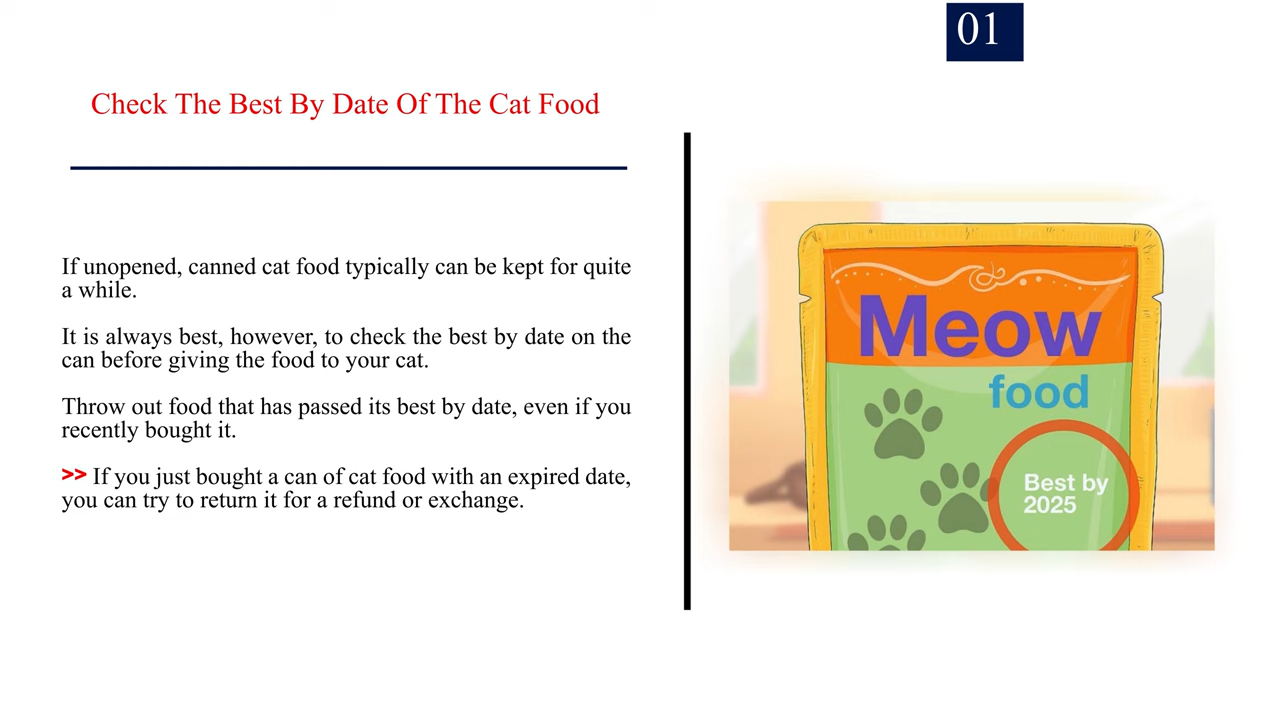 01
Check The Best By Date Of The Cat Food
If unopened, canned cat food typically can be kept for quite
a while.
It is always best, however, to check the best by date on the
can before giving the food to your cat.
Throw out food that has passed its best by date, even if you
recently bought it.
>> If you just bought a can of cat food with an expired date,
you can try to return it for a refund or exchange.
Meow
food
Best by
2025